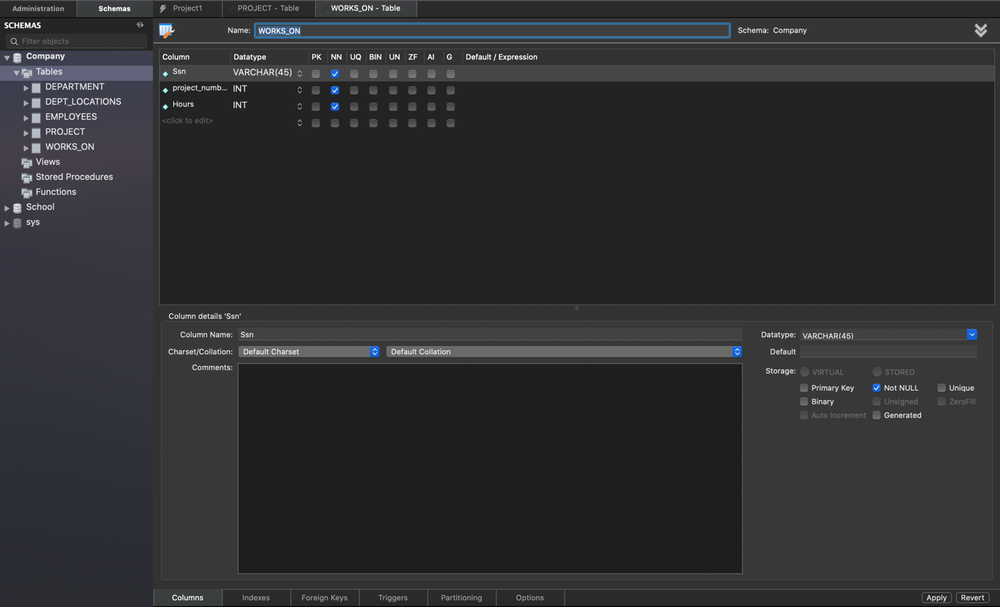 Administration Schemas Project1 PROJECT - Table WORKS_ON - Table
SCHEMAS
Name: WORKS_ON Schema: Company
Filter objects
Company
Tables
DEPARTMENT
DEPT_LOCATIONS
EMPLOYEES
PROJECT
WORKS_ON
Views
Stored Procedures
Functions
School
sys
Column Datatype PK NN UQ BIN UN ZF AI G Default / Expression
Ssn VARCHAR(45)
project_numb... INT
Hours INT
<click to edit>
Column details 'Ssn'
Column Name: Ssn Datatype: VARCHAR(45)
Charset/Collation: Default Charset Default Collation Default
Comments: Storage: VIRTUAL STORED
Primary Key Not NULL Unique
Binary Unsigned ZeroFill
Auto Increment Generated
Columns Indexes Foreign Keys Triggers Partitioning Options Apply Revert